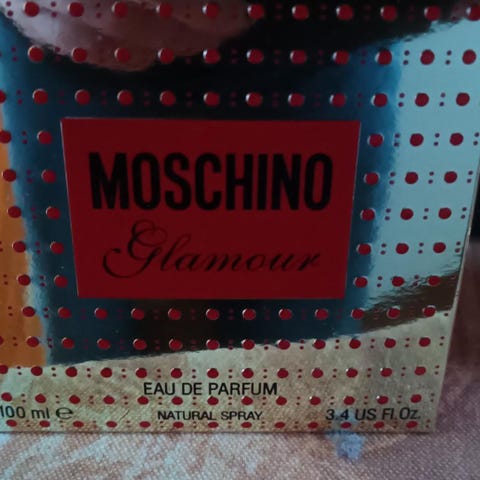 MOSCHINO
Glamour
EAU DE PARFUM
100 ml ℮ NATURAL SPRAY 3.4 US Fl.Oz.